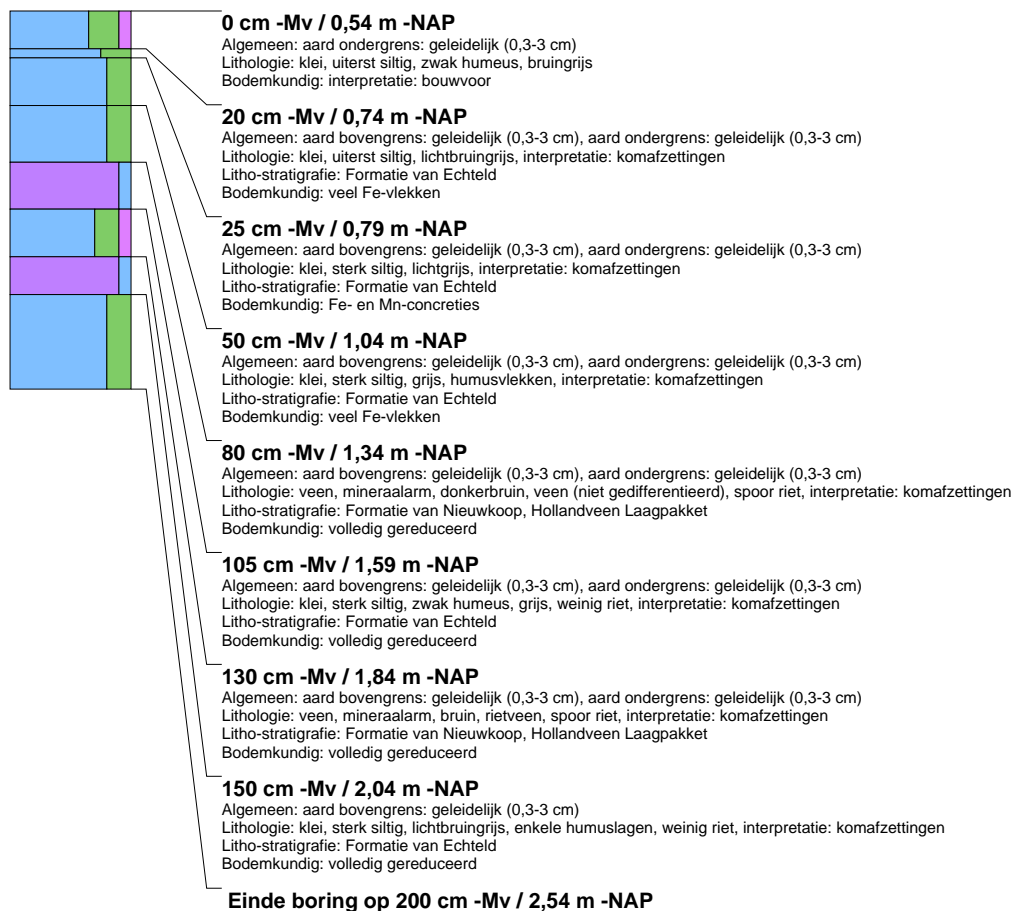 0 cm -Mv / 0,54 m -NAP
Algemeen: aard ondergrens: geleidelijk (0,3-3 cm)
Lithologie: klei, uiterst siltig, zwak humeus, bruingrijs
Bodemkundig: interpretatie: bouwvoor
20 cm -Mv / 0,74 m -NAP
Algemeen: aard bovengrens: geleidelijk (0,3-3 cm), aard ondergrens: geleidelijk (0,3-3 cm)
Lithologie: klei, uiterst siltig, lichtbruingrijs, interpretatie: komafzettingen
Litho-stratigrafie: Formatie van Echteld
Bodemkundig: veel Fe-vlekken
25 cm -Mv / 0,79 m -NAP
Algemeen: aard bovengrens: geleidelijk (0,3-3 cm), aard ondergrens: geleidelijk (0,3-3 cm)
Lithologie: klei, sterk siltig, lichtgrijs, interpretatie: komafzettingen
Litho-stratigrafie: Formatie van Echteld
Bodemkundig: Fe- en Mn-concreties
50 cm -Mv / 1,04 m -NAP
Algemeen: aard bovengrens: geleidelijk (0,3-3 cm), aard ondergrens: geleidelijk (0,3-3 cm)
Lithologie: klei, sterk siltig, grijs, humusvlekken, interpretatie: komafzettingen
Litho-stratigrafie: Formatie van Echteld
Bodemkundig: veel Fe-vlekken
80 cm -Mv / 1,34 m -NAP
Algemeen: aard bovengrens: geleidelijk (0,3-3 cm), aard ondergrens: geleidelijk (0,3-3 cm)
Lithologie: veen, mineraalarm, donkerbruin, veen (niet gedifferentieerd), spoor riet, interpretatie: komafzettingen
Litho-stratigrafie: Formatie van Nieuwkoop, Hollandveen Laagpakket
Bodemkundig: volledig gereduceerd
105 cm -Mv / 1,59 m -NAP
Algemeen: aard bovengrens: geleidelijk (0,3-3 cm), aard ondergrens: geleidelijk (0,3-3 cm)
Lithologie: klei, sterk siltig, zwak humeus, grijs, weinig riet, interpretatie: komafzettingen
Litho-stratigrafie: Formatie van Echteld
Bodemkundig: volledig gereduceerd
130 cm -Mv / 1,84 m -NAP
Algemeen: aard bovengrens: geleidelijk (0,3-3 cm), aard ondergrens: geleidelijk (0,3-3 cm)
Lithologie: veen, mineraalarm, bruin, rietveen, spoor riet, interpretatie: komafzettingen
Litho-stratigrafie: Formatie van Nieuwkoop, Hollandveen Laagpakket
Bodemkundig: volledig gereduceerd
150 cm -Mv / 2,04 m -NAP
Algemeen: aard bovengrens: geleidelijk (0,3-3 cm)
Lithologie: klei, sterk siltig, lichtbruingrijs, enkele humuslagen, weinig riet, interpretatie: komafzettingen
Litho-stratigrafie: Formatie van Echteld
Bodemkundig: volledig gereduceerd
Einde boring op 200 cm -Mv / 2,54 m -NAP